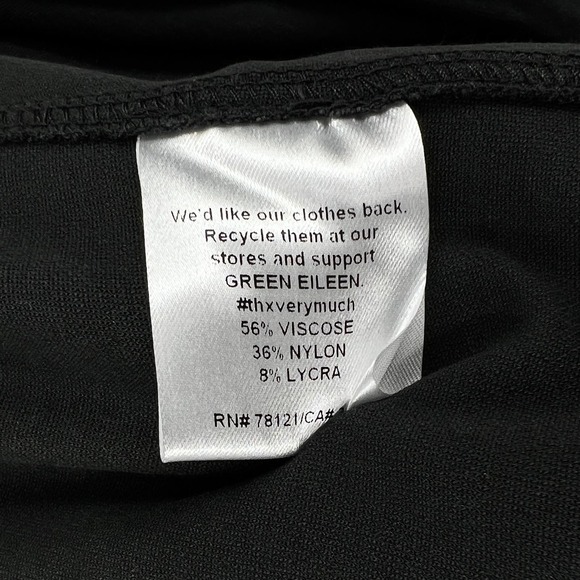 We'd like our clothes back.
Recycle them at our
stores and support
GREEN EILEEN.
#thxverymuch
56% VISCOSE
36% NYLON
8% LYCRA
RN# 78121/CA#